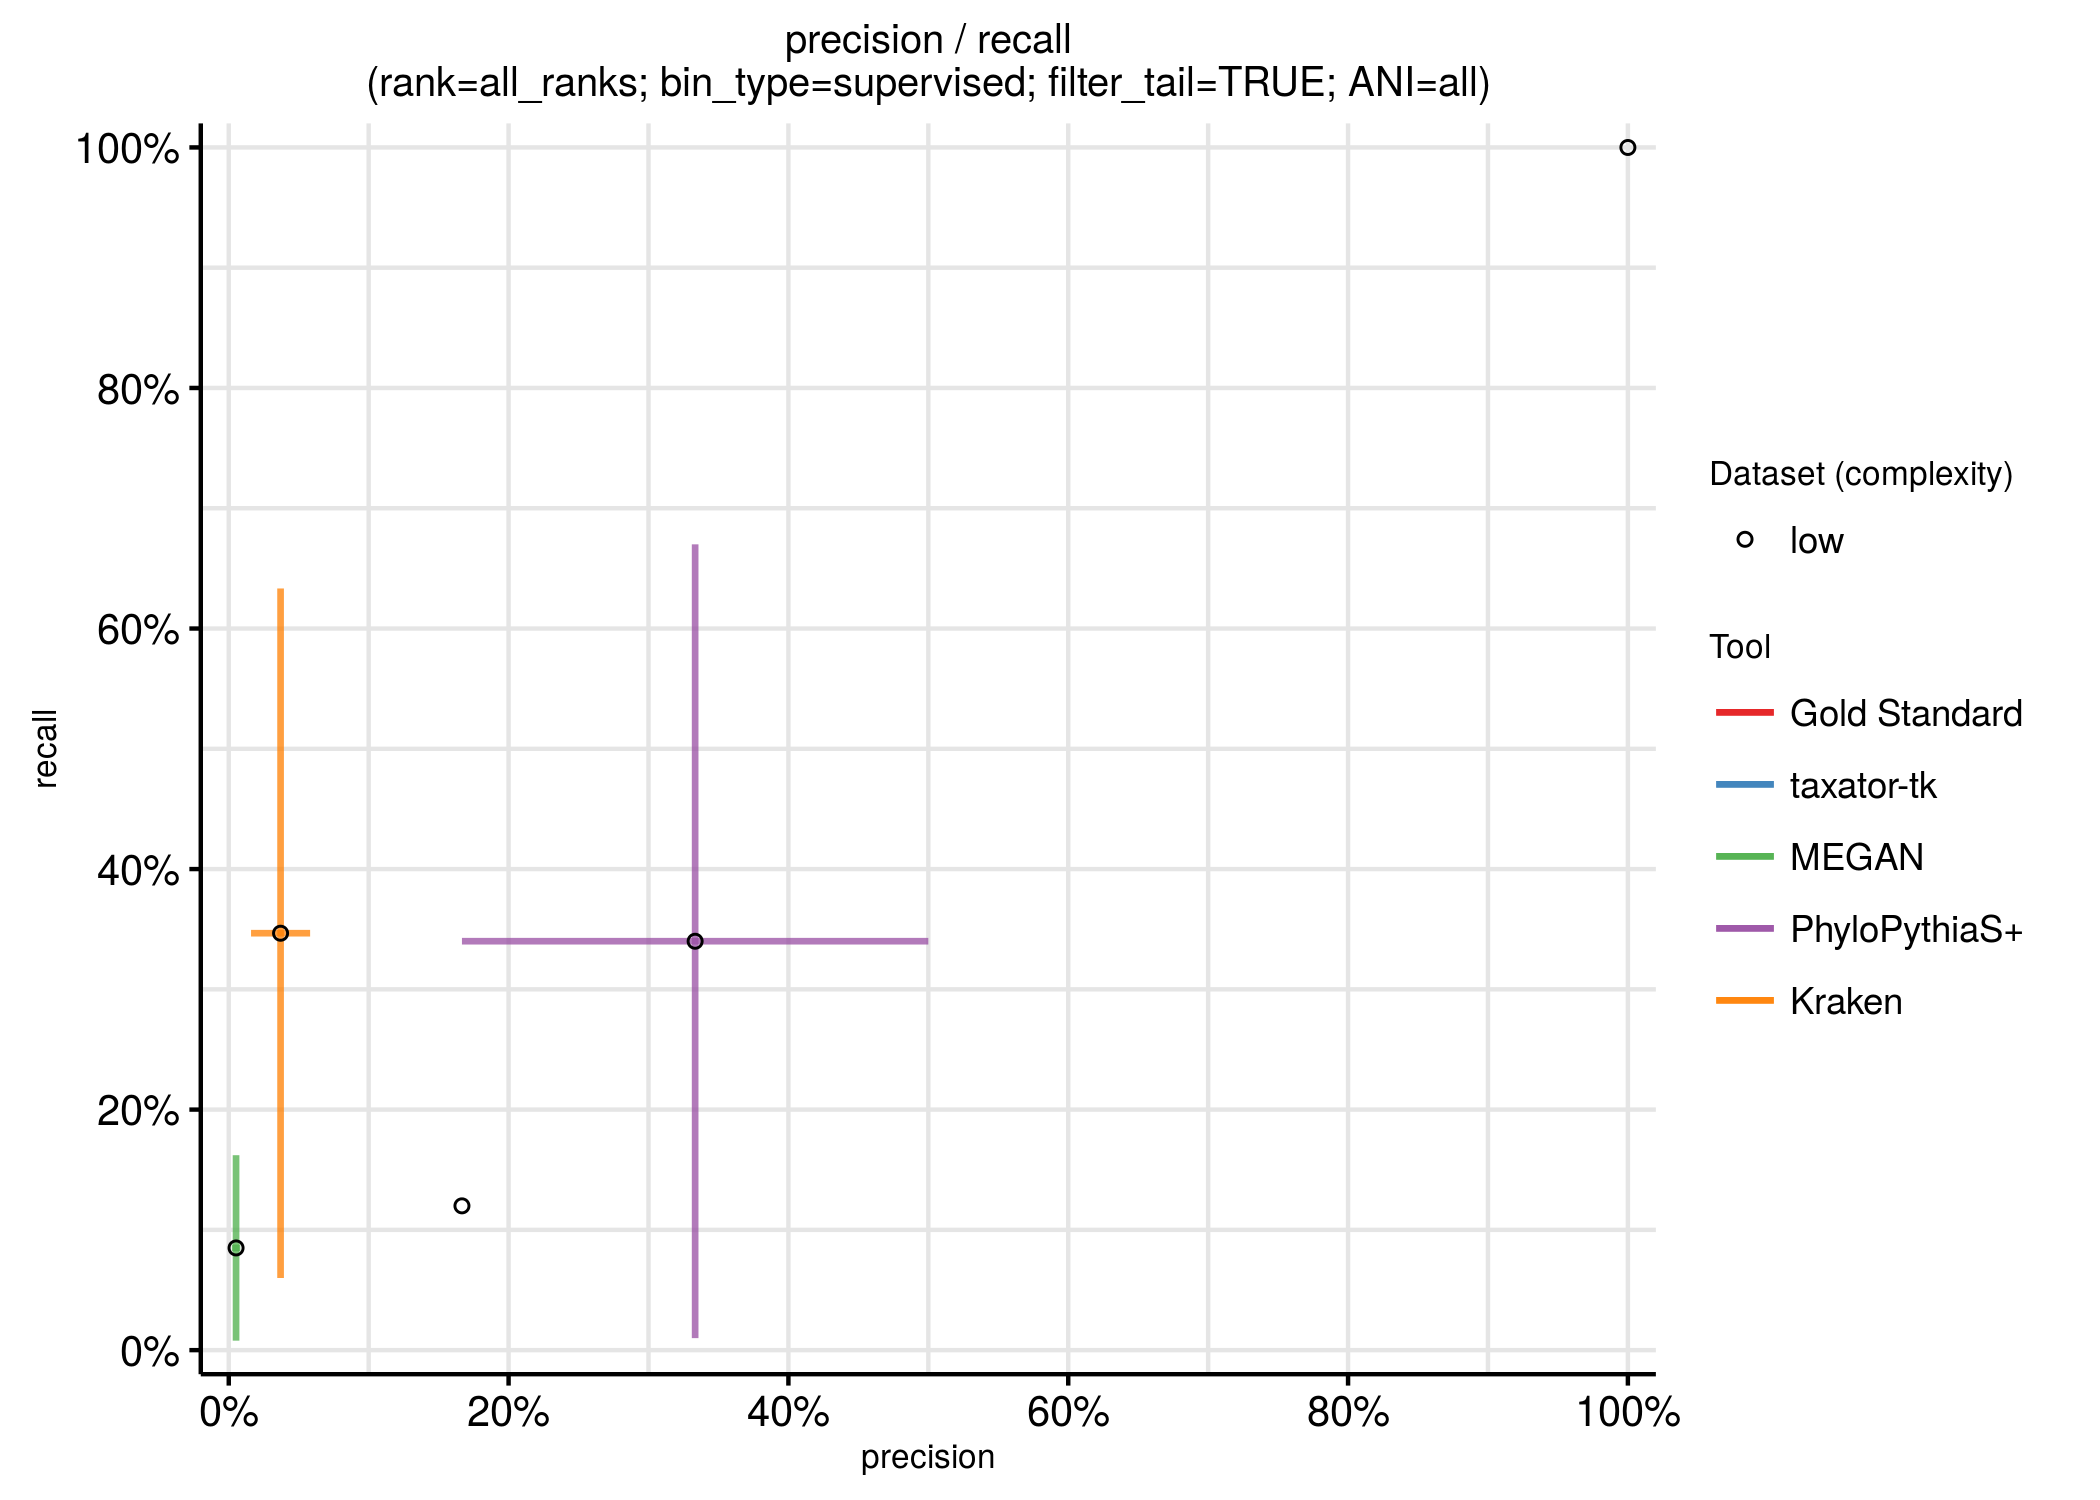 precision / recall
(rank=all_ranks; bin_type=supervised; filter_tail=TRUE; ANI=all)
100%
80%
60%
40%
20%
0%
recall
0% 20% 40% 60% 80% 100%
precision
Dataset (complexity)
low
Tool
Gold Standard
taxator-tk
MEGAN
PhyloPythiaS+
Kraken